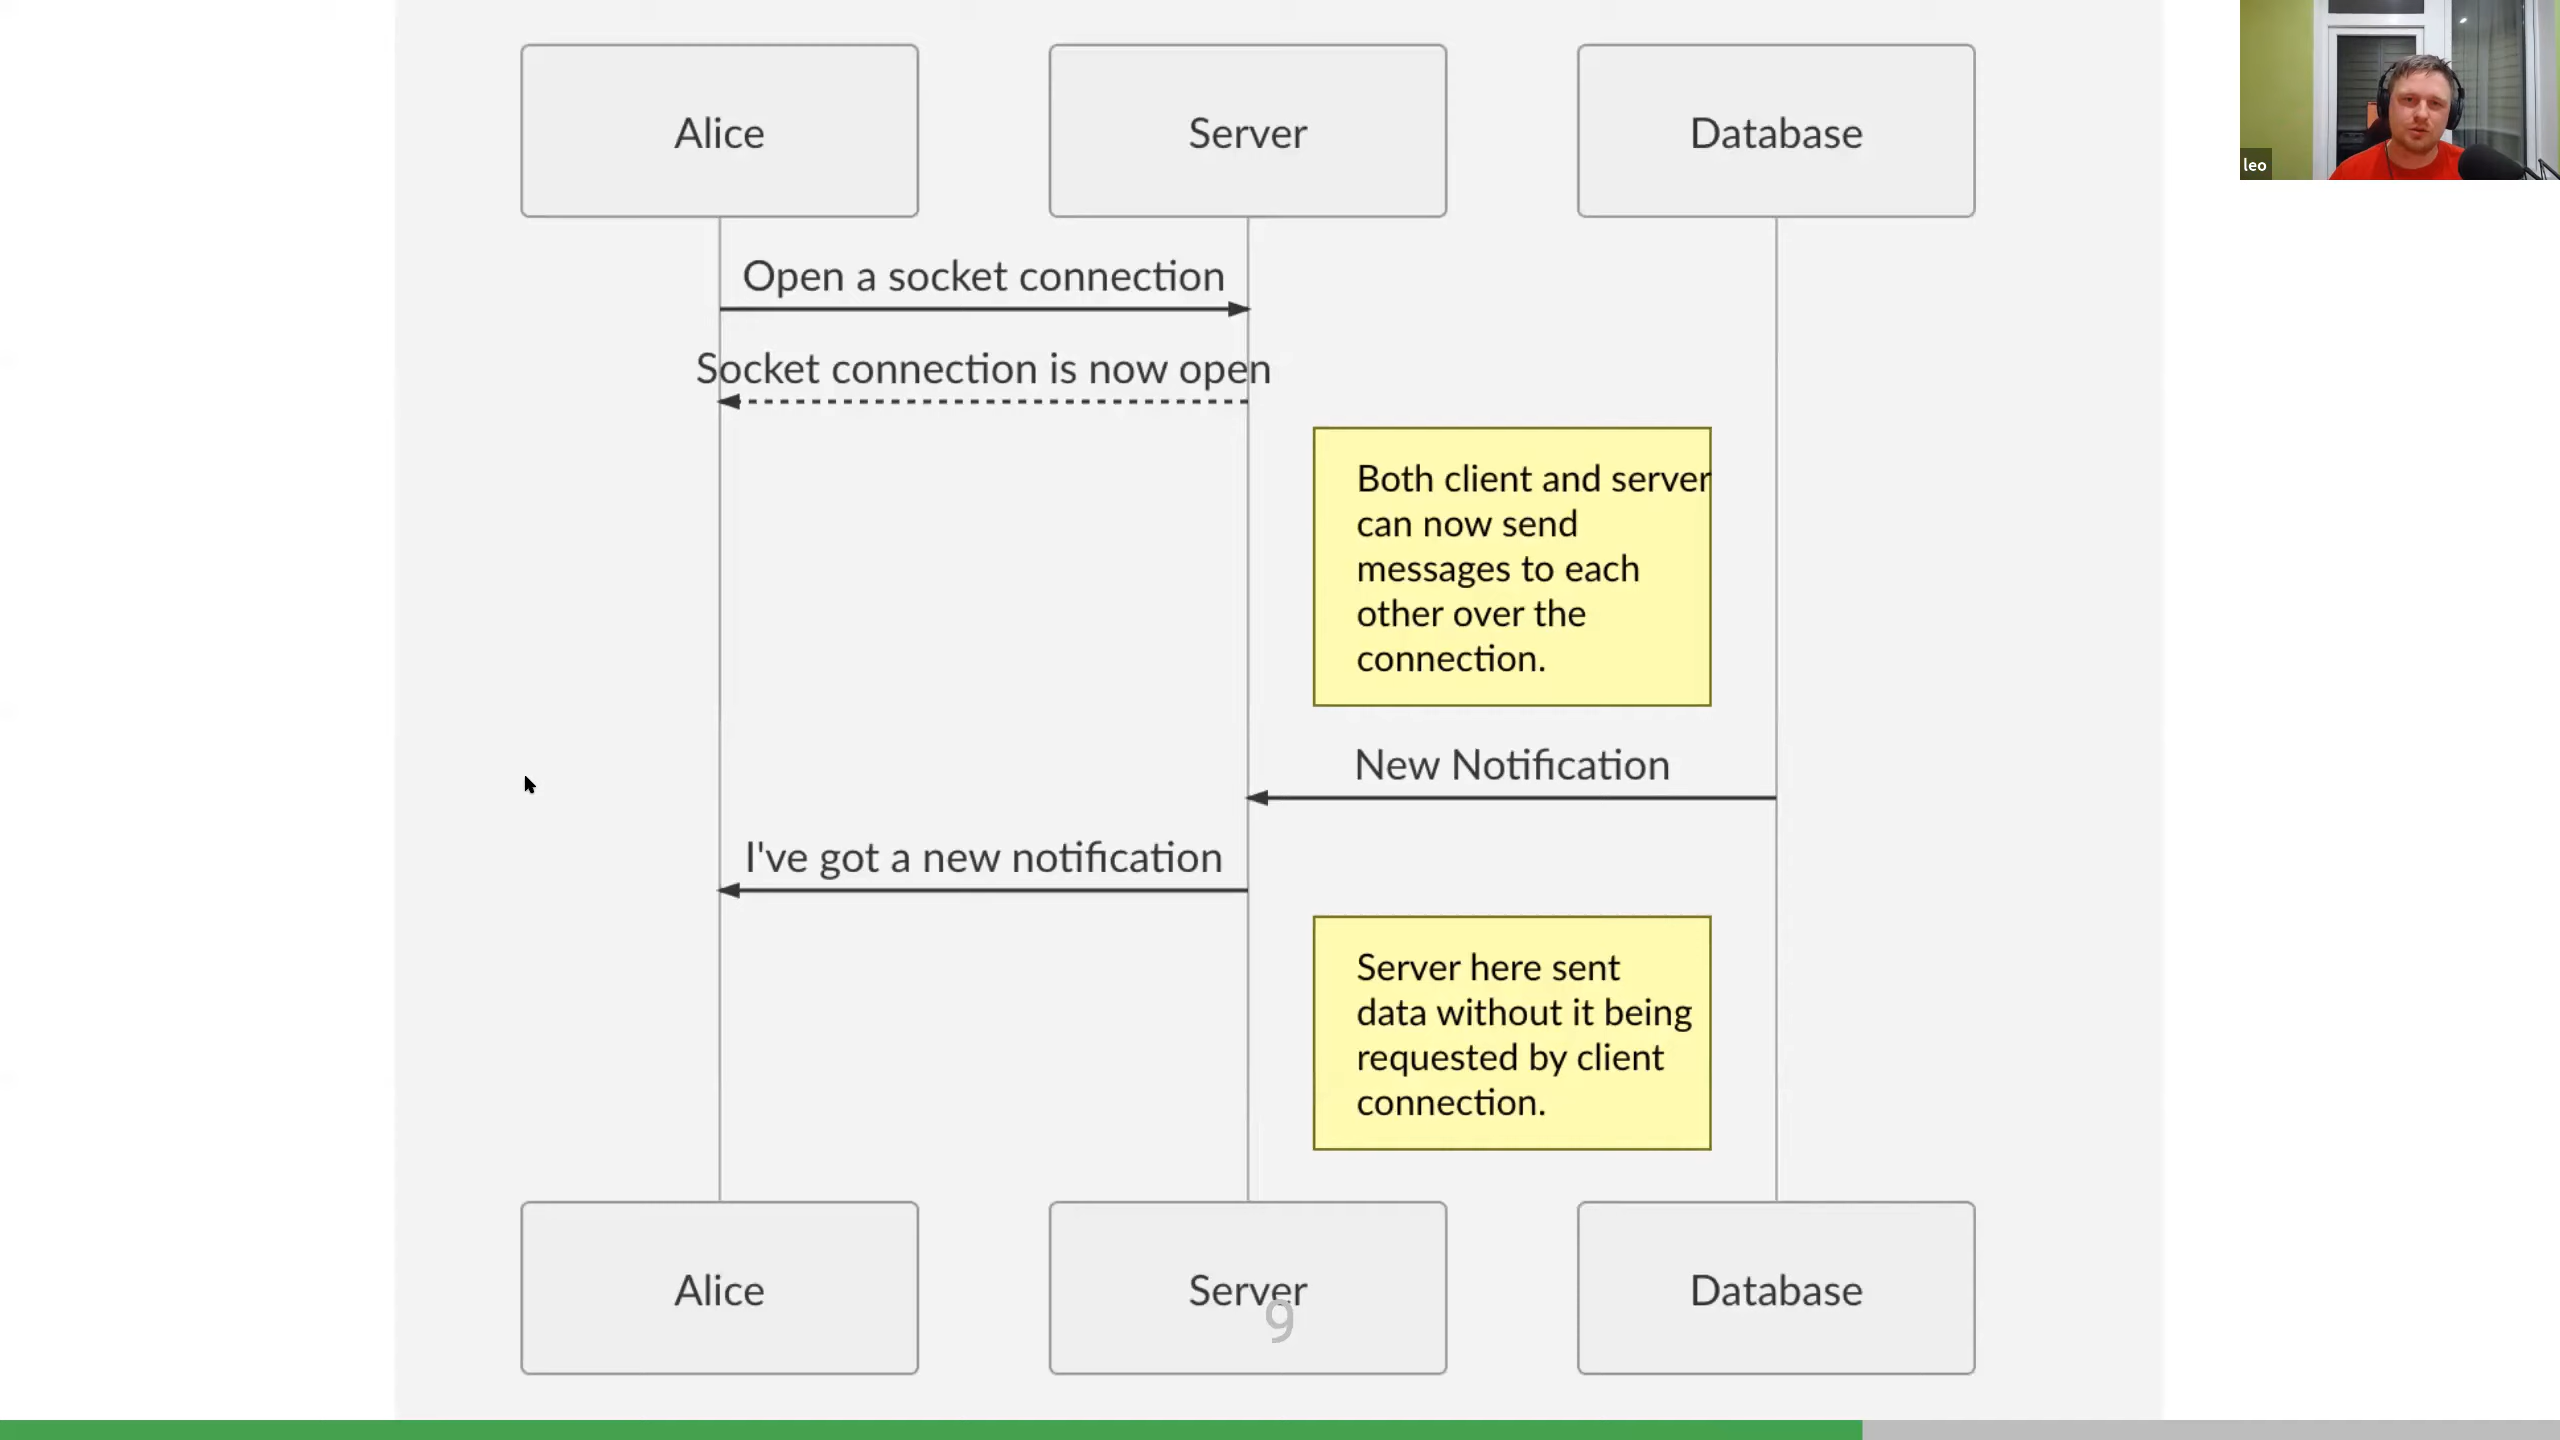 Alice
Server
Database
leo
Open a socket connection
Socket connection is now open
Both client and server
can now send
messages to each
other over the
connection.
New Notification
I've got a new notification
Server here sent
data without it being
requested by client
connection.
Alice
Server
Database
9